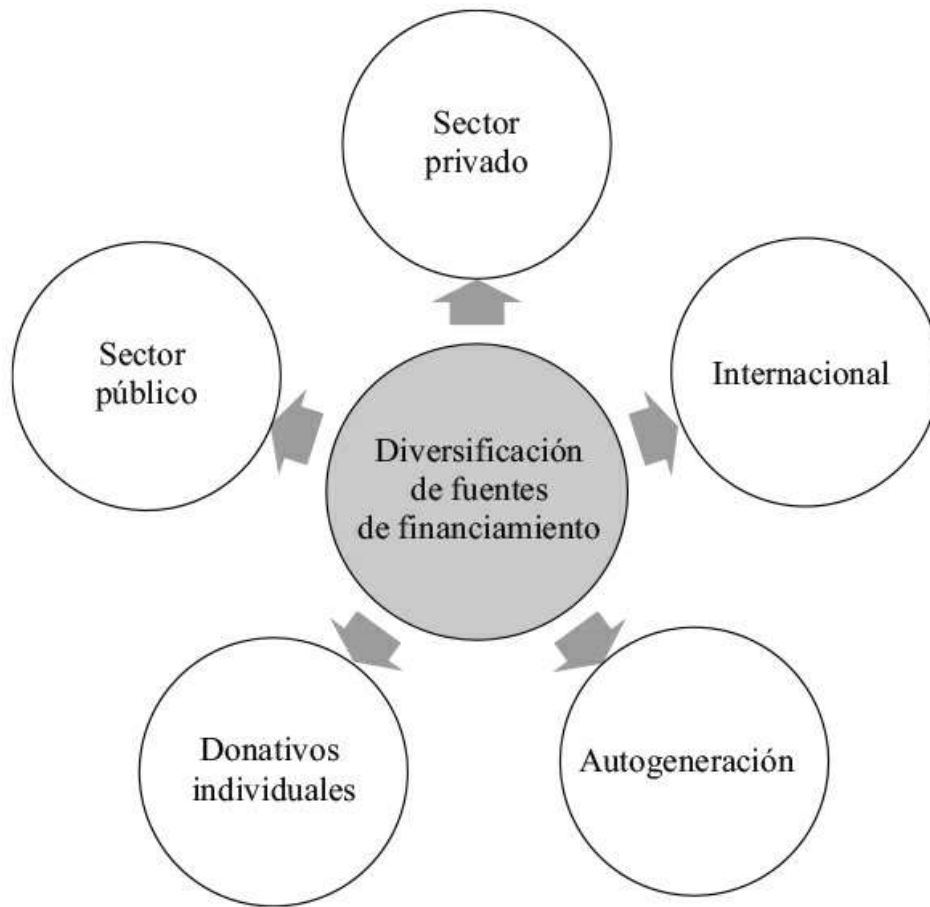 Sector
privado
Sector
público
Internacional
Diversificación
de fuentes
de financiamiento
Donativos
individuales
Autogeneración